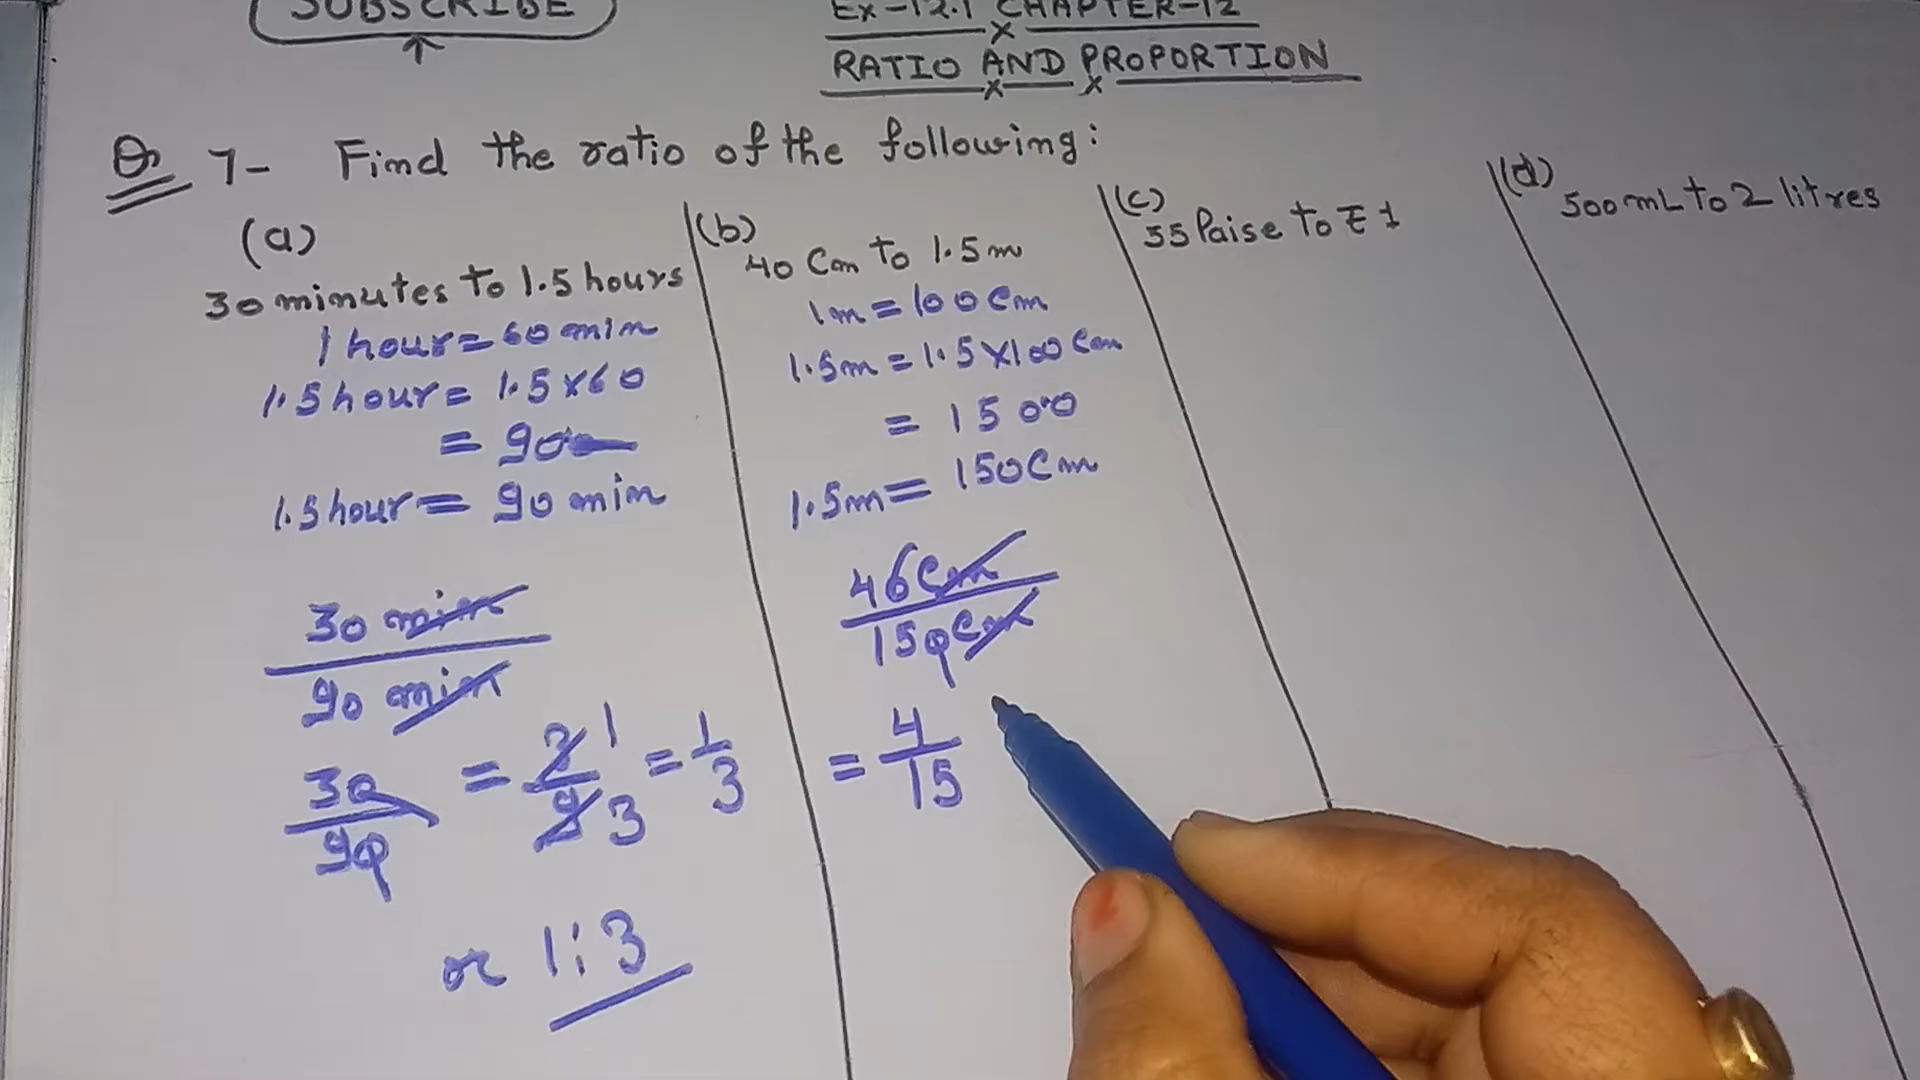 SUBSCRIBE
Ex-12.1 CHAPTER-12
RATIO AND PROPORTION
Q 7- Find the ratio of the following:
(a)
30 minutes to 1.5 hours
1 hour = 60 min
1.5 hour = 1.5 x 60
= 90
1.5 hour = 90 min
30 min
90 min
30
90
= 3 1
9 3
= 1
3
or 1:3
(b)
40 Cm to 1.5 m
1m = 100 Cm
1.5m = 1.5 x 100 Cm
= 1500
1.5m = 150 Cm
40 Cm
150 Cm
= 4
15
(c)
55 Paise to ₹ 1
(d)
500 mL to 2 litres